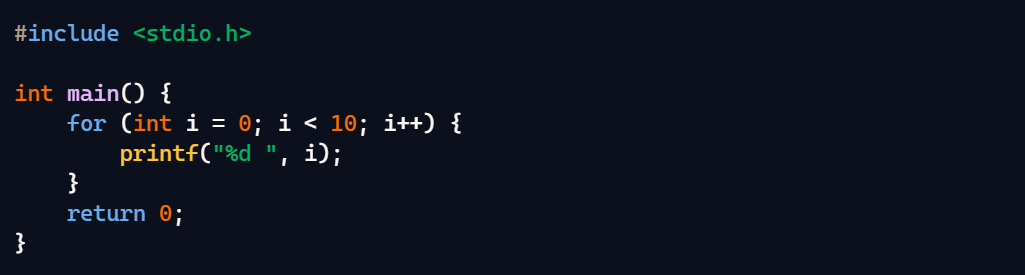 #include <stdio.h>

int main() {
    for (int i = 0; i < 10; i++) {
        printf("%d ", i);
    }
    return 0;
}